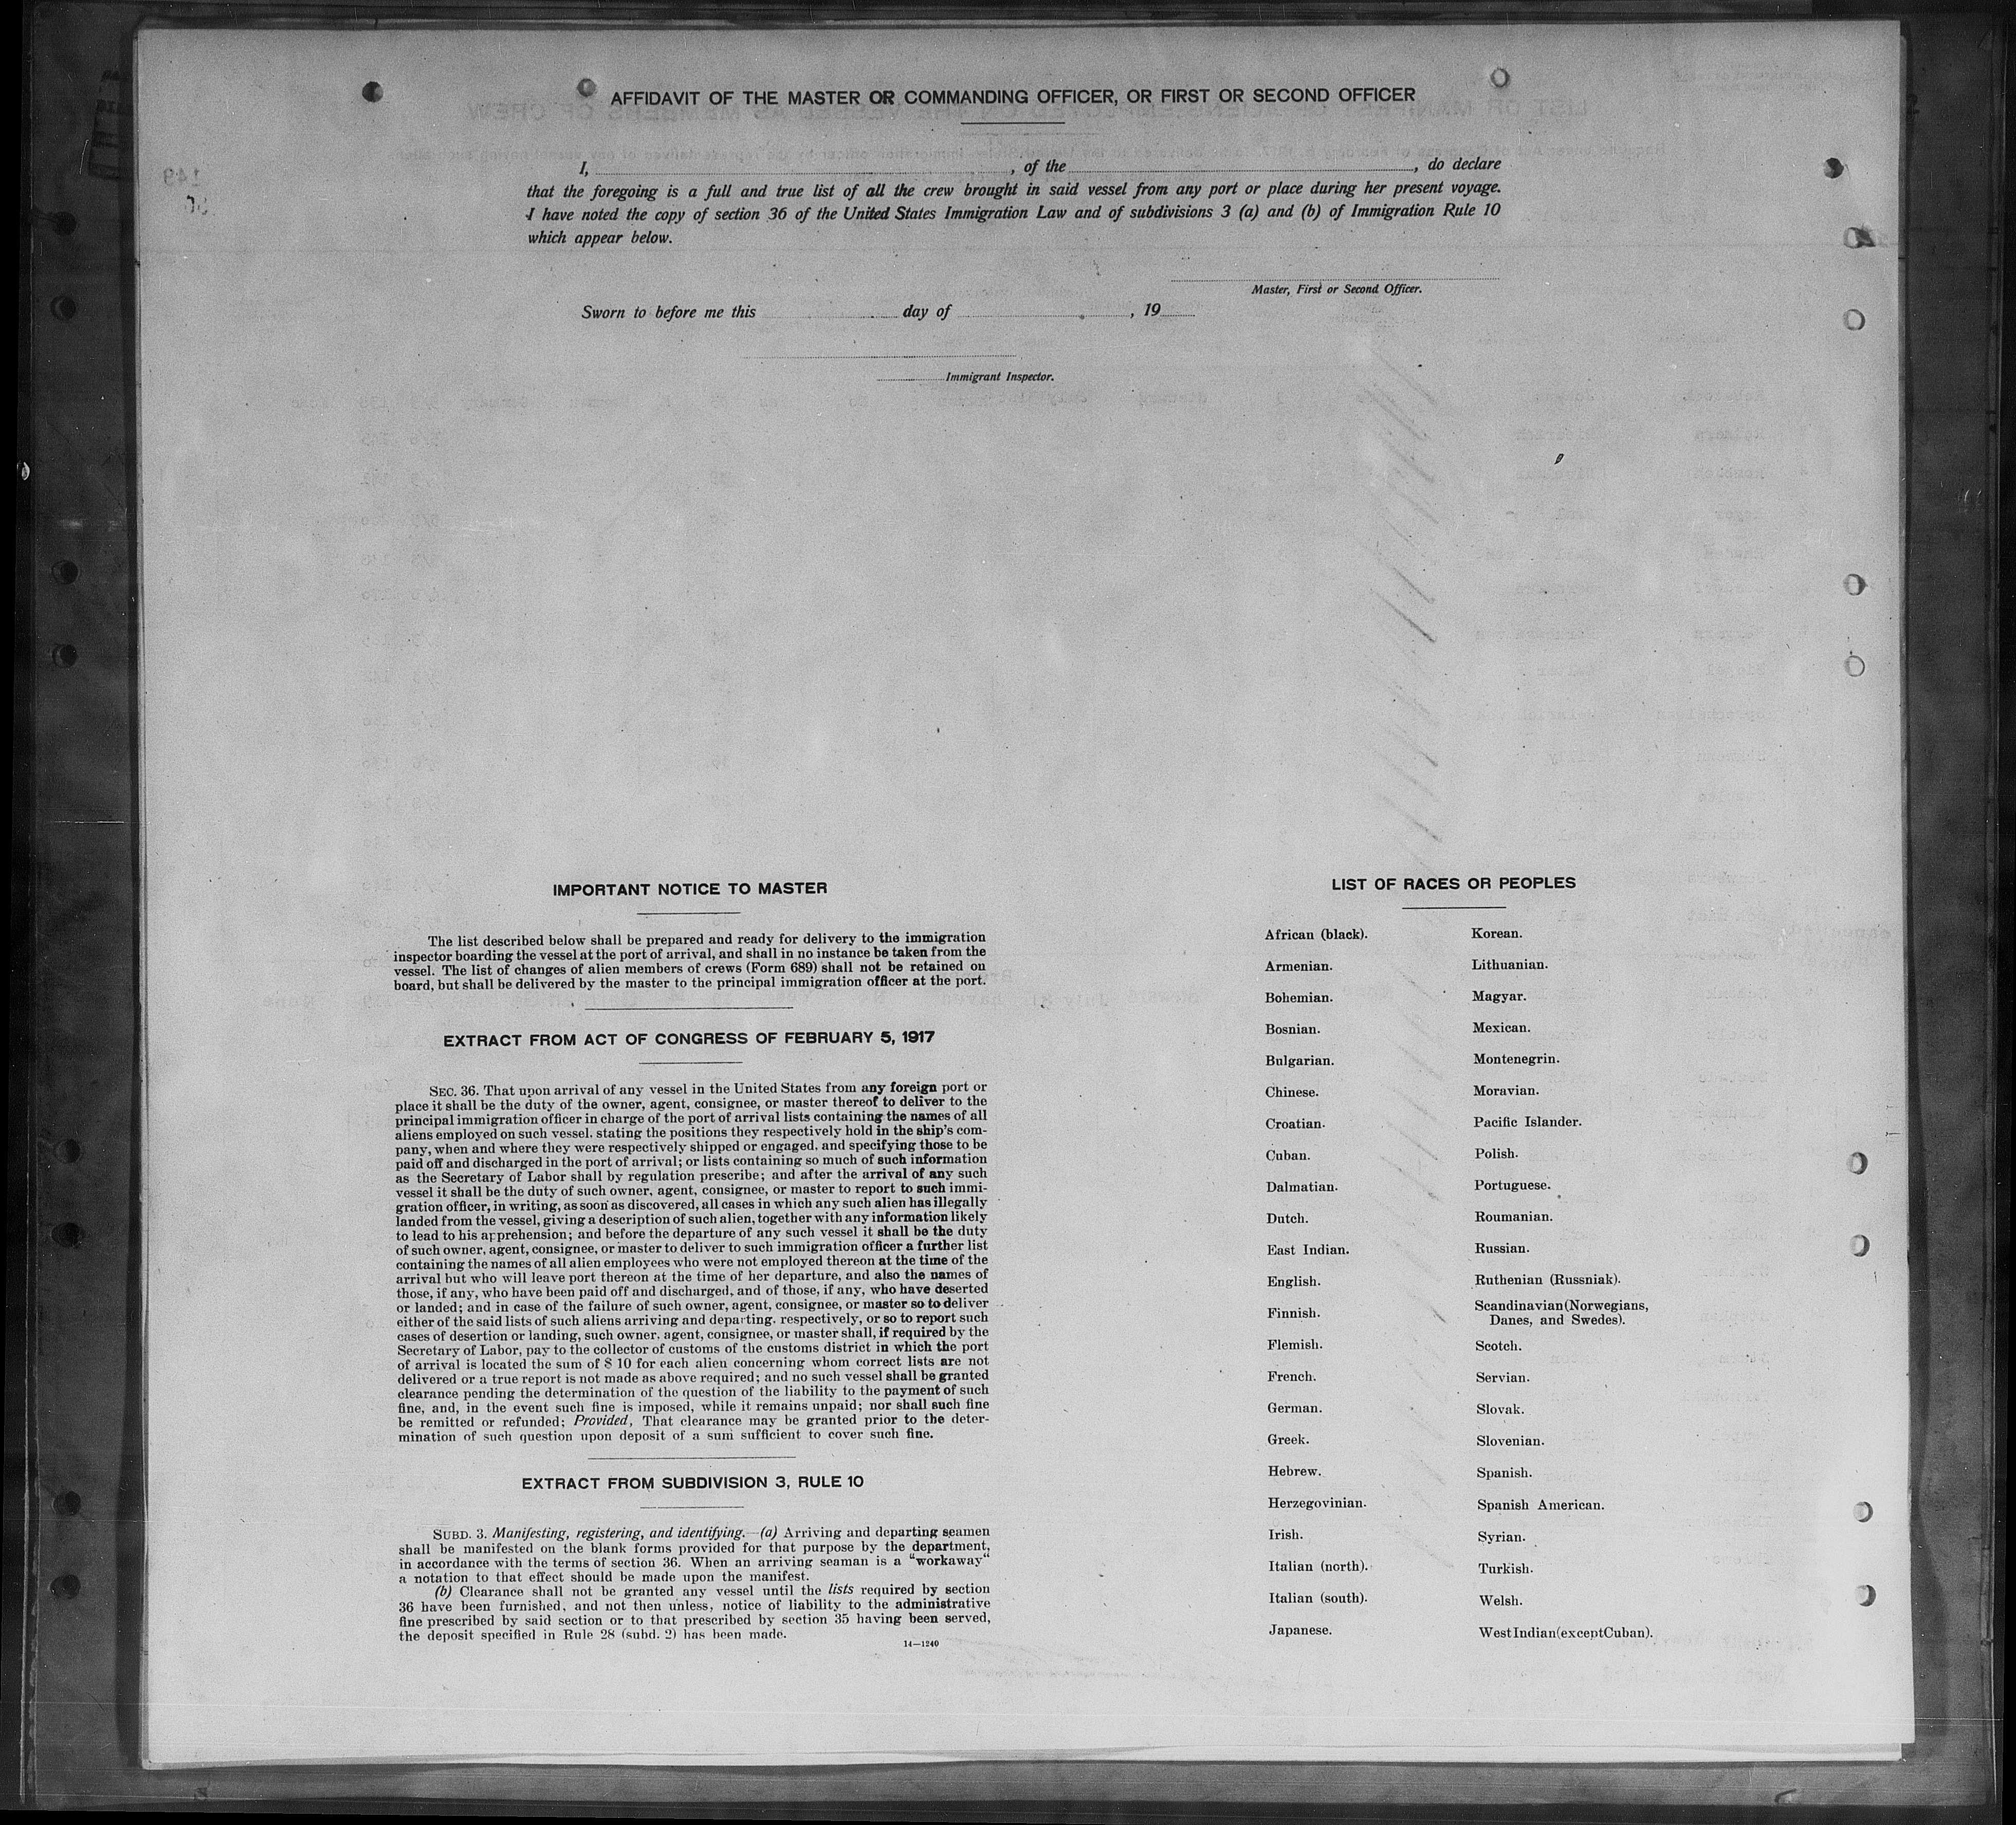 AFFIDAVIT OF THE MASTER OR COMMANDING OFFICER, OR FIRST OR SECOND OFFICER
I, , of the , do declare
that the foregoing is a full and true list of all the crew brought in said vessel from any port or place during her present voyage.
I have noted the copy of section 36 of the United States Immigration Law and of subdivisions 3 (a) and (b) of Immigration Rule 10
which appear below.
Master, First or Second Officer.
Sworn to before me this day of , 19
Immigrant Inspector.
IMPORTANT NOTICE TO MASTER
The list described below shall be prepared and ready for delivery to the immigration
inspector boarding the vessel at the port of arrival, and shall in no instance be taken from the
vessel. The list of changes of alien members of crews (Form 689) shall not be retained on
board, but shall be delivered by the master to the principal immigration officer at the port.
EXTRACT FROM ACT OF CONGRESS OF FEBRUARY 5, 1917
SEC. 36. That upon arrival of any vessel in the United States from any foreign port or
place it shall be the duty of the owner, agent, consignee, or master thereof to deliver to the
principal immigration officer in charge of the port of arrival lists containing the names of all
aliens employed on such vessel, stating the positions they respectively hold in the ship's com-
pany, when and where they were respectively shipped or engaged, and specifying those to be
paid off and discharged in the port of arrival; or lists containing so much of such information
as the Secretary of Labor shall by regulation prescribe; and after the arrival of any such
vessel it shall be the duty of such owner, agent, consignee, or master to report to such immi-
gration officer, in writing, as soon as discovered, all cases in which any such alien has illegally
landed from the vessel, giving a description of such alien, together with any information likely
to lead to his apprehension; and before the departure of any such vessel it shall be the duty
of such owner, agent, consignee, or master to deliver to such immigration officer a further list
containing the names of all alien employees who were not employed thereon at the time of the
arrival but who will leave port thereon at the time of her departure, and also the names of
those, if any, who have been paid off and discharged, and of those, if any, who have deserted
or landed; and in case of the failure of such owner, agent, consignee, or master so to deliver
either of the said lists of such aliens arriving and departing, respectively, or so to report such
cases of desertion or landing, such owner, agent, consignee, or master shall, if required by the
Secretary of Labor, pay to the collector of customs of the customs district in which the port
of arrival is located the sum of $ 10 for each alien concerning whom correct lists are not
delivered or a true report is not made as above required; and no such vessel shall be granted
clearance pending the determination of the question of the liability to the payment of such
fine, and, in the event such fine is imposed, while it remains unpaid; nor shall such fine
be remitted or refunded; Provided, That clearance may be granted prior to the deter-
mination of such question upon deposit of a sum sufficient to cover such fine.
EXTRACT FROM SUBDIVISION 3, RULE 10
SUBD. 3. Manifesting, registering, and identifying.—(a) Arriving and departing seamen
shall be manifested on the blank forms provided for that purpose by the department,
in accordance with the terms of section 36. When an arriving seaman is a "workaway"
a notation to that effect should be made upon the manifest.
(b) Clearance shall not be granted any vessel until the lists required by section
36 have been furnished, and not then unless, notice of liability to the administrative
fine prescribed by said section or to that prescribed by section 35 having been served,
the deposit specified in Rule 28 (subd. 2) has been made.
14—1240
LIST OF RACES OR PEOPLES
African (black).
Armenian.
Bohemian.
Bosnian.
Bulgarian.
Chinese.
Croatian.
Cuban.
Dalmatian.
Dutch.
East Indian.
English.
Finnish.
Flemish.
French.
German.
Greek.
Hebrew.
Herzegovinian.
Irish.
Italian (north).
Italian (south).
Japanese.
Korean.
Lithuanian.
Magyar.
Mexican.
Montenegrin.
Moravian.
Pacific Islander.
Polish.
Portuguese.
Roumanian.
Russian.
Ruthenian (Russniak).
Scandinavian (Norwegians,
Danes, and Swedes).
Scotch.
Servian.
Slovak.
Slovenian.
Spanish.
Spanish American.
Syrian.
Turkish.
Welsh.
West Indian (except Cuban).